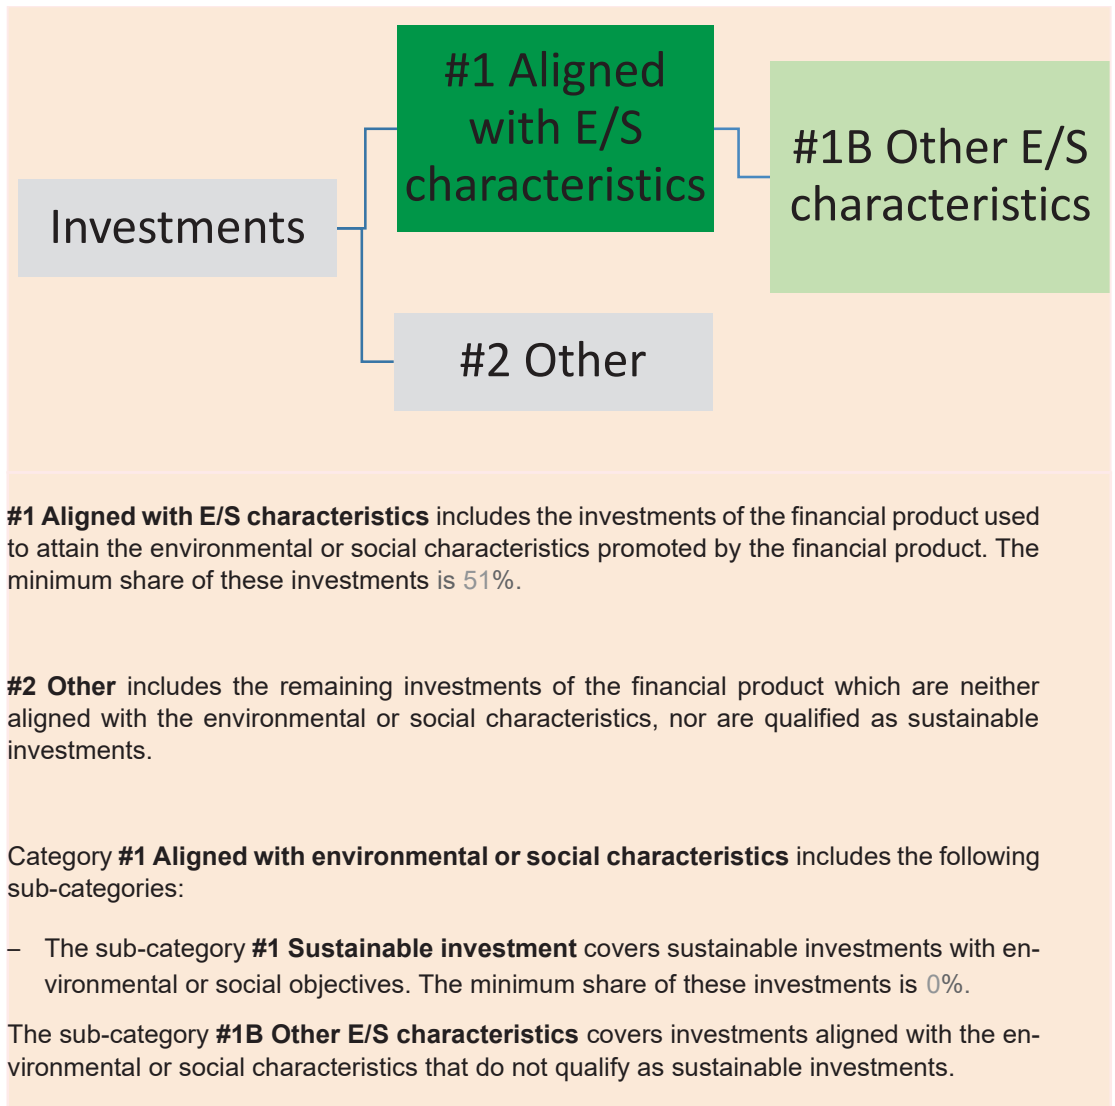 #1 Aligned
with E/S
characteristics
#1B Other E/S
characteristics
Investments
#2 Other
#1 Aligned with E/S characteristics includes the investments of the financial product used
to attain the environmental or social characteristics promoted by the financial product. The
minimum share of these investments is 51%.
#2 Other includes the remaining investments of the financial product which are neither
aligned with the environmental or social characteristics, nor are qualified as sustainable
investments.
Category #1 Aligned with environmental or social characteristics includes the following
sub-categories:
– The sub-category #1 Sustainable investment covers sustainable investments with en-
vironmental or social objectives. The minimum share of these investments is 0%.
The sub-category #1B Other E/S characteristics covers investments aligned with the en-
vironmental or social characteristics that do not qualify as sustainable investments.